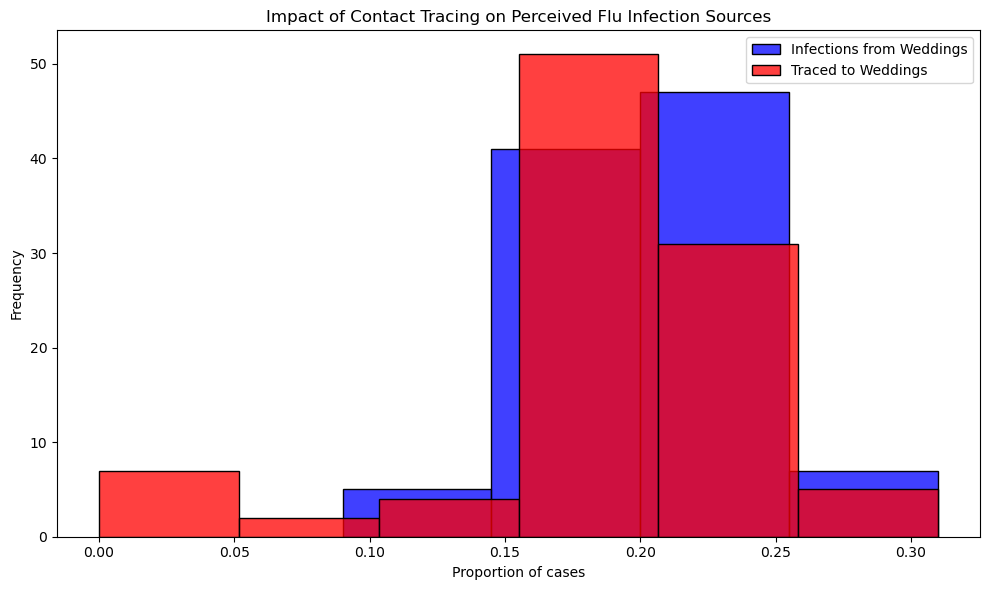 Impact of Contact Tracing on Perceived Flu Infection Sources
Infections from Weddings
Traced to Weddings
Frequency
50
40
30
20
10
0
0.00 0.05 0.10 0.15 0.20 0.25 0.30
Proportion of cases